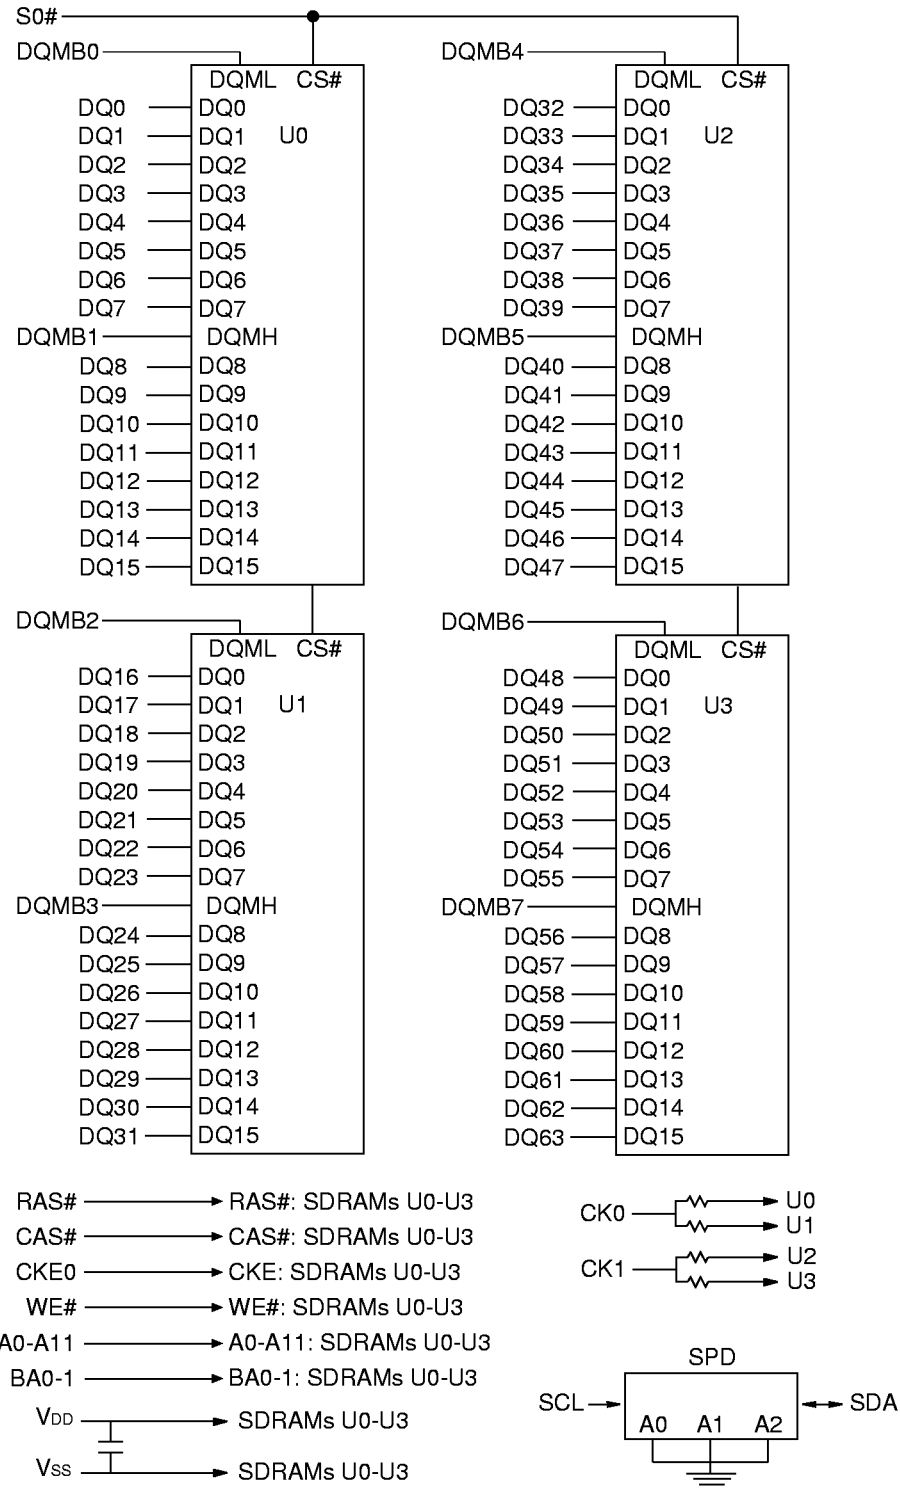 S0#
DQMB0
DQML CS#
DQ0 DQ0
DQ1 DQ1 U0
DQ2 DQ2
DQ3 DQ3
DQ4 DQ4
DQ5 DQ5
DQ6 DQ6
DQ7 DQ7
DQMB1 DQMH
DQ8 DQ8
DQ9 DQ9
DQ10 DQ10
DQ11 DQ11
DQ12 DQ12
DQ13 DQ13
DQ14 DQ14
DQ15 DQ15
DQMB2
DQML CS#
DQ16 DQ0
DQ17 DQ1 U1
DQ18 DQ2
DQ19 DQ3
DQ20 DQ4
DQ21 DQ5
DQ22 DQ6
DQ23 DQ7
DQMB3 DQMH
DQ24 DQ8
DQ25 DQ9
DQ26 DQ10
DQ27 DQ11
DQ28 DQ12
DQ29 DQ13
DQ30 DQ14
DQ31 DQ15
DQMB4
DQML CS#
DQ32 DQ0
DQ33 DQ1 U2
DQ34 DQ2
DQ35 DQ3
DQ36 DQ4
DQ37 DQ5
DQ38 DQ6
DQ39 DQ7
DQMB5 DQMH
DQ40 DQ8
DQ41 DQ9
DQ42 DQ10
DQ43 DQ11
DQ44 DQ12
DQ45 DQ13
DQ46 DQ14
DQ47 DQ15
DQMB6
DQML CS#
DQ48 DQ0
DQ49 DQ1 U3
DQ50 DQ2
DQ51 DQ3
DQ52 DQ4
DQ53 DQ5
DQ54 DQ6
DQ55 DQ7
DQMB7 DQMH
DQ56 DQ8
DQ57 DQ9
DQ58 DQ10
DQ59 DQ11
DQ60 DQ12
DQ61 DQ13
DQ62 DQ14
DQ63 DQ15
RAS# RAS#: SDRAMs U0-U3
CAS# CAS#: SDRAMs U0-U3
CKE0 CKE: SDRAMs U0-U3
WE# WE#: SDRAMs U0-U3
A0-A11 A0-A11: SDRAMs U0-U3
BA0-1 BA0-1: SDRAMs U0-U3
VDD SDRAMs U0-U3
VSS SDRAMs U0-U3
CK0 U0
U1
CK1 U2
U3
SPD
SCL SDA
A0 A1 A2